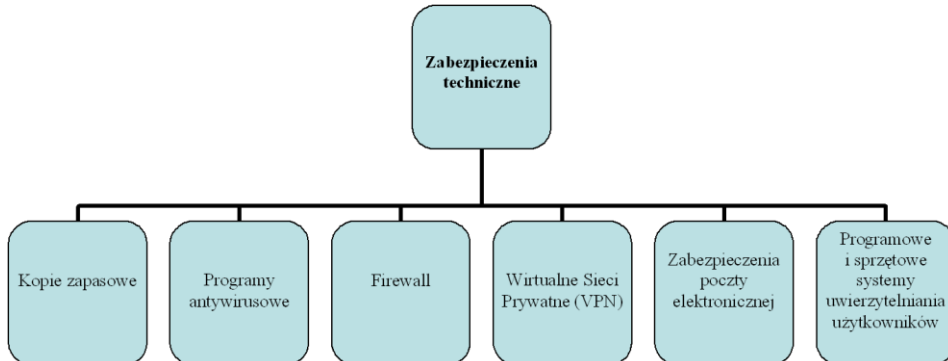 Zabezpieczenia
techniczne
Kopie zapasowe
Programy
antywirusowe
Firewall
Wirtualne Sieci
Prywatne (VPN)
Zabezpieczenia
poczty
elektronicznej
Programowe
i sprzętowe
systemy
uwierzytelniania
użytkowników